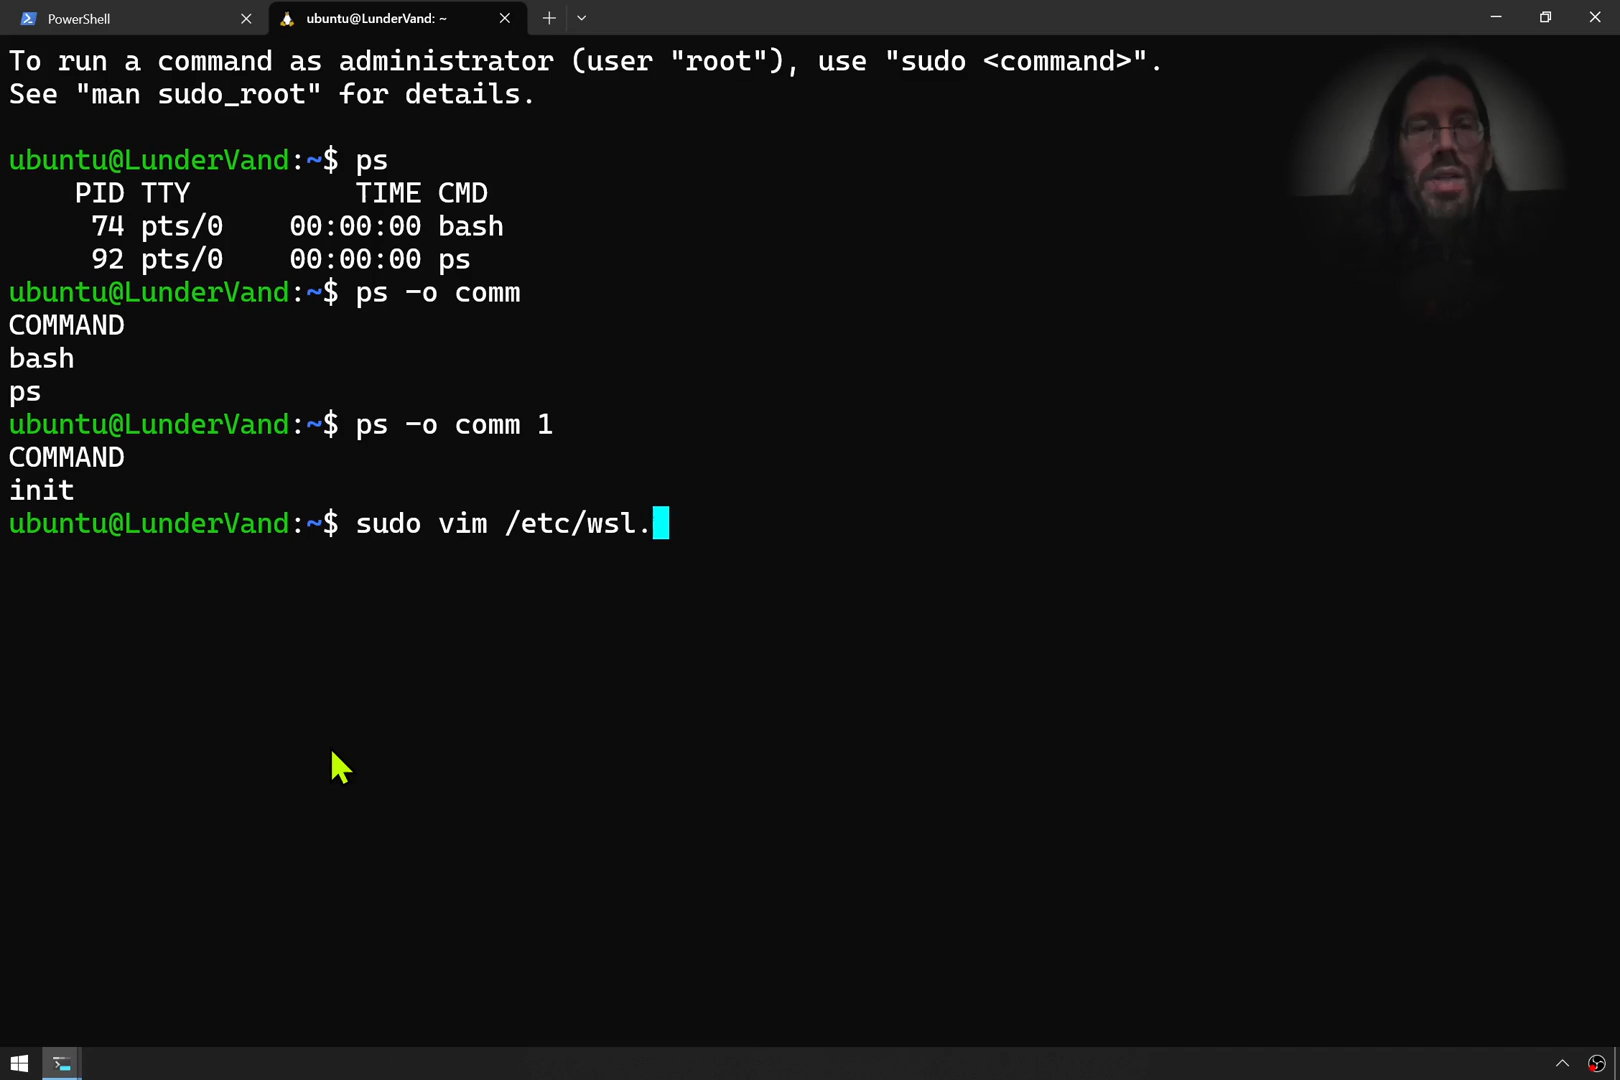 PowerShell
ubuntu@LunderVand: ~
To run a command as administrator (user "root"), use "sudo <command>".
See "man sudo_root" for details.
ubuntu@LunderVand:~$ ps
PID TTY TIME CMD
74 pts/0 00:00:00 bash
92 pts/0 00:00:00 ps
ubuntu@LunderVand:~$ ps -o comm
COMMAND
bash
ps
ubuntu@LunderVand:~$ ps -o comm 1
COMMAND
init
ubuntu@LunderVand:~$ sudo vim /etc/wsl.